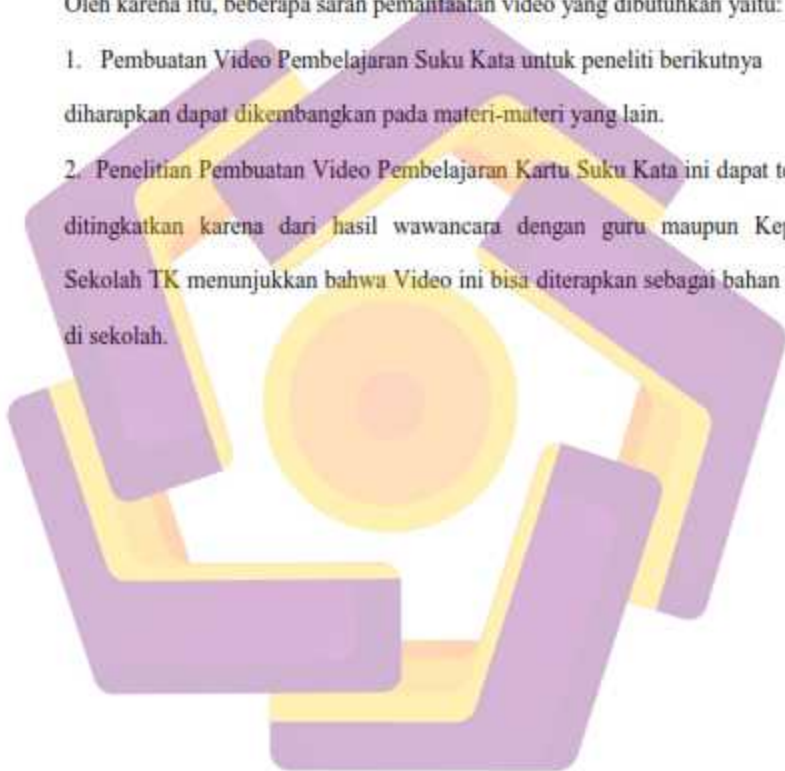 Oleh karena itu, beberapa saran pemanfaatan video yang dibutuhkan yaitu:
1. Pembuatan Video Pembelajaran Suku Kata untuk peneliti berikutnya
diharapkan dapat dikembangkan pada materi-materi yang lain.
2. Penelitian Pembuatan Video Pembelajaran Kartu Suku Kata ini dapat
ditingkatkan karena dari hasil wawancara dengan guru maupun
Sekolah TK menunjukkan bahwa Video ini bisa diterapkan sebagai bahan
di sekolah.